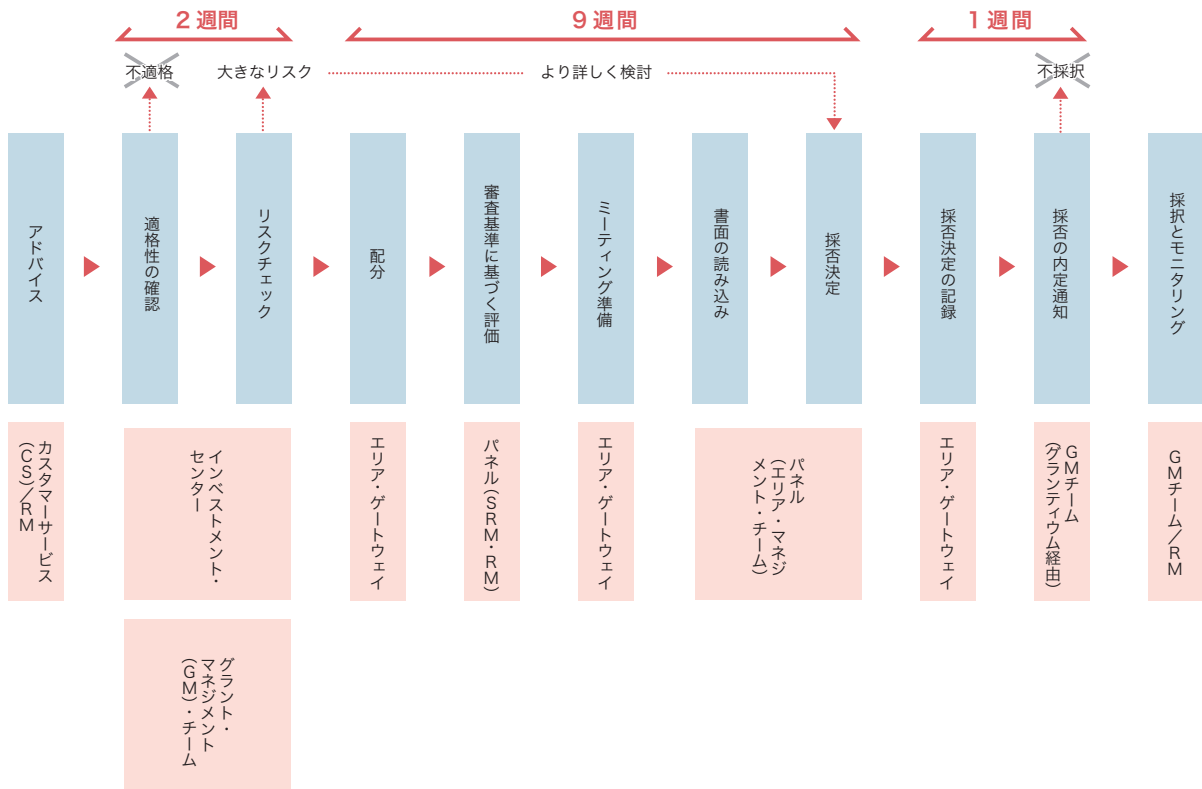 2週間
9週間
1週間
不適格
大きなリスク
より詳しく検討
不採択
アドバイス
適格性の確認
リスクチェック
配分
審査基準に基づく評価
ミーティング準備
書面の読み込み
採否決定
採否決定の記録
採否の内定通知
採択とモニタリング
カスタマーサービス
(CS)/RM
インベストメント・
センター
エリア・ゲートウェイ
パネル(SRM・RM)
エリア・ゲートウェイ
パネル
(エリア・マネジ
メント・チーム)
エリア・ゲートウェイ
GMチーム
(グランティウム経由)
GMチーム/RM
グラント・
マネジメント
(GM)・チーム